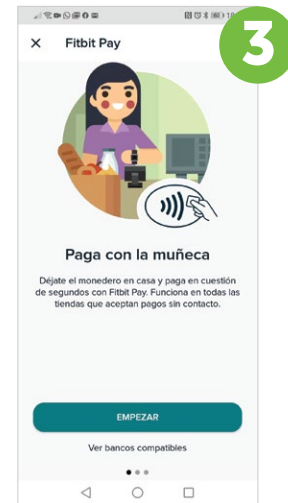 3
Fitbit Pay
Paga con la muñeca
Déjate el monedero en casa y paga en cuestión
de segundos con Fitbit Pay. Funciona en todas las
tiendas que aceptan pagos sin contacto.
EMPEZAR
Ver bancos compatibles